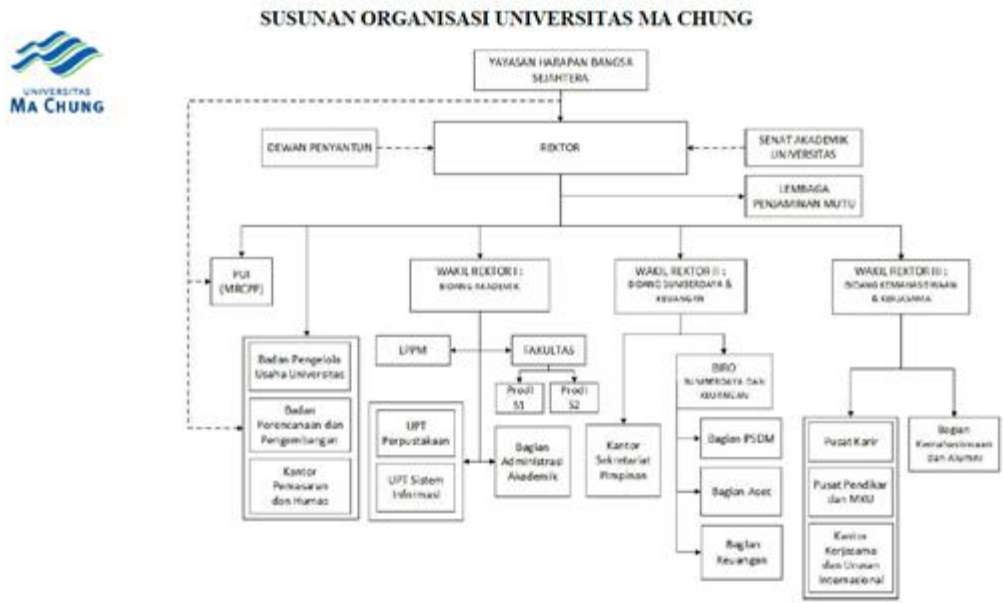 SUSUNAN ORGANISASI UNIVERSITAS MA CHUNG
UNIVERSITAS
MA CHUNG
YAYASAN HARAPAN BANGSA
SEJAHTERA
DEWAN PENYANTUN
REKTOR
SENAT AKADEMIK
UNIVERSITAS
LEMBAGA
PENJAMINAN MUTU
PUI
(MRCPP)
WAKIL REKTOR I :
BIDANG AKADEMIK
WAKIL REKTOR II :
BIDANG SUMBERDAYA &
KEUANGAN
WAKIL REKTOR III :
BIDANG KEMAHASISWAAN
& KERJASAMA
Badan Pengelola
Usaha Universitas
Badan
Perencanaan dan
Pengembangan
Kantor
Pemasaran
dan Humas
LPPM
FAKULTAS
Prodi
S1
Prodi
S2
UPT
Perpustakaan
UPT Sistem
Informasi
Bagian
Administrasi
Akademik
Kantor
Sekretariat
Pimpinan
BIRO
SUMBERDAYA DAN
KEUANGAN
Bagian PSDM
Bagian Aset
Bagian
Keuangan
Pusat Karir
Pusat Pendikar
dan MKU
Kantor
Kerjasama
dan Urusan
Internasional
Bagian
Kemahasiswaan
dan Alumni